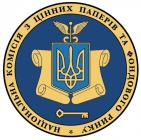 НАЦІОНАЛЬНА КОМІСІЯ З ЦІННИХ ПАПЕРІВ ТА ФОНДОВОГО РИНКУ